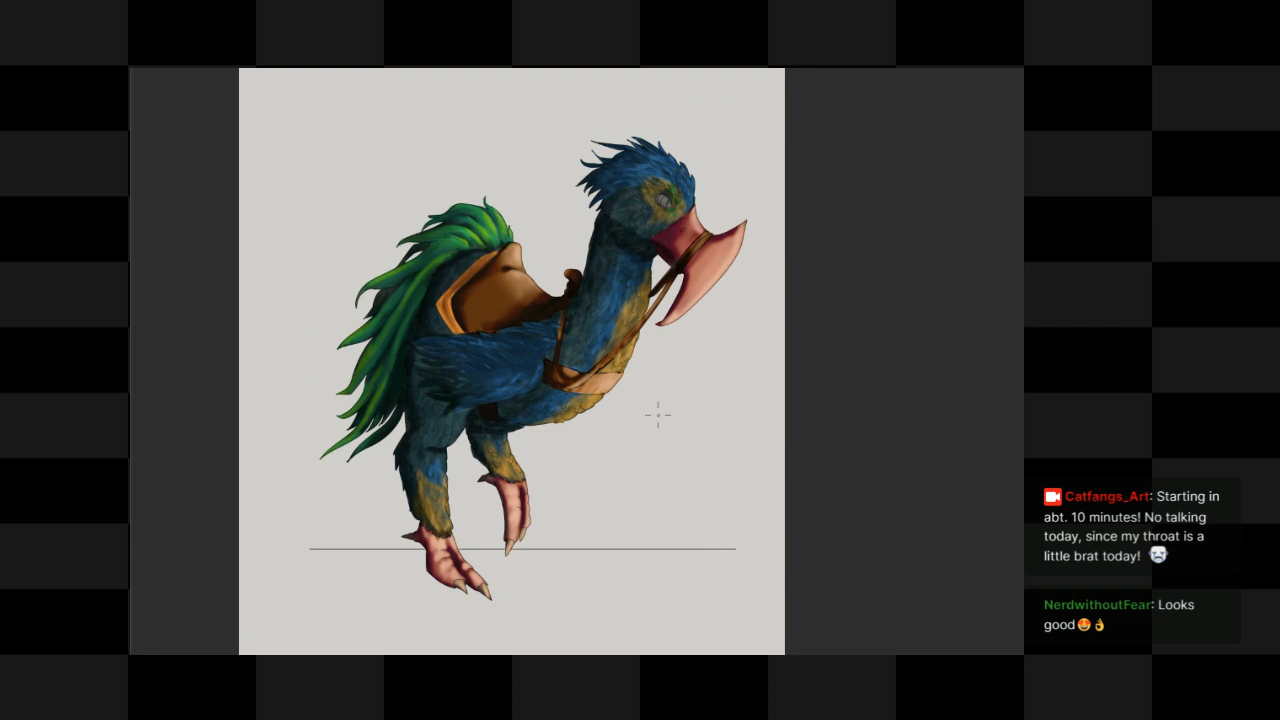 Catfangs_Art: Starting in
abt. 10 minutes! No talking
today, since my throat is a
little brat today!
NerdwithoutFear: Looks
good🤩👌